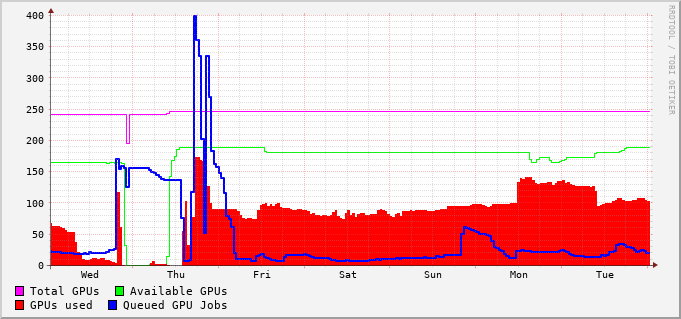 400
350
300
250
200
150
100
50
0
Wed Thu Fri Sat Sun Mon Tue
Total GPUs Available GPUs
GPUs used Queued GPU Jobs
RRDTOOL / TOBI OETIKER